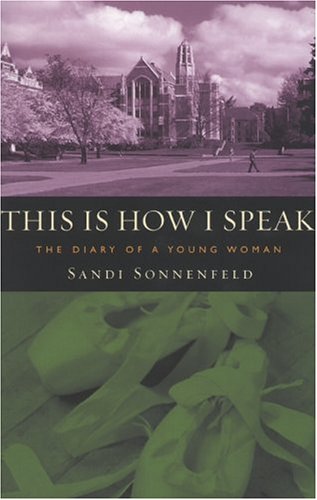 THIS IS HOW I SPEAK
THE DIARY OF A YOUNG WOMAN
SANDI SONNENFELD